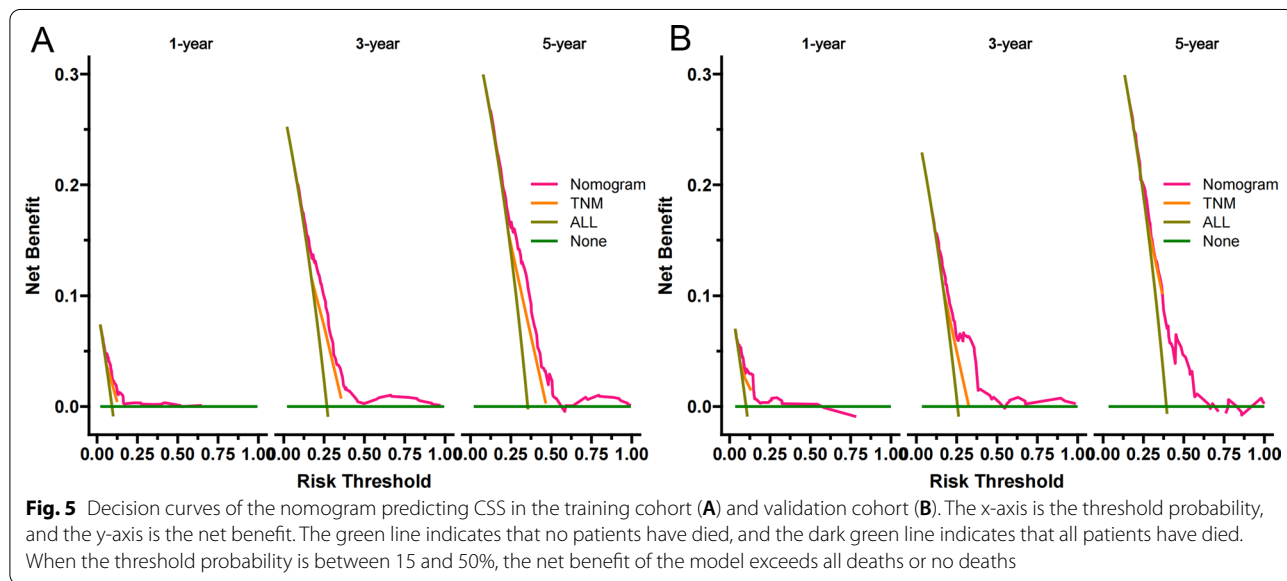 A
B
1-year 3-year 5-year
1-year 3-year 5-year
0.3
0.2
0.1
0.0
Net Benefit
Nomogram
TNM
ALL
None
0.00 0.25 0.50 0.75 1.00
0.00 0.25 0.50 0.75 1.00
0.00 0.25 0.50 0.75 1.00
Risk Threshold
0.3
0.2
0.1
0.0
Net Benefit
Nomogram
TNM
ALL
None
0.00 0.25 0.50 0.75 1.00
0.00 0.25 0.50 0.75 1.00
0.00 0.25 0.50 0.75 1.00
Risk Threshold
Fig. 5 Decision curves of the nomogram predicting CSS in the training cohort (A) and validation cohort (B). The x-axis is the threshold probability,
and the y-axis is the net benefit. The green line indicates that no patients have died, and the dark green line indicates that all patients have died.
When the threshold probability is between 15 and 50%, the net benefit of the model exceeds all deaths or no deaths